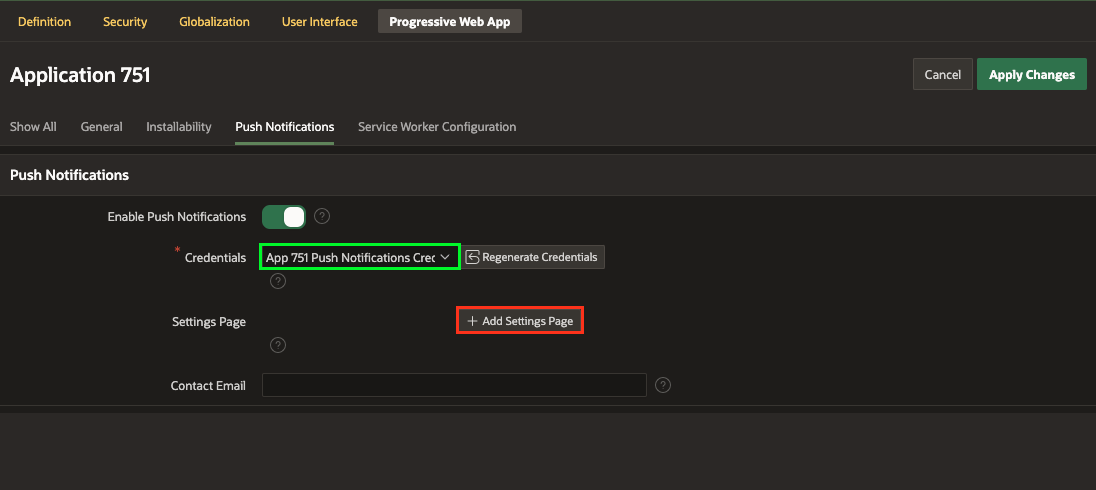 Definition Security Globalization User Interface Progressive Web App
Application 751
Cancel Apply Changes
Show All General Installability Push Notifications Service Worker Configuration
Push Notifications
Enable Push Notifications ?
* Credentials App 751 Push Notifications Cred Regenerate Credentials
?
Settings Page + Add Settings Page
?
Contact Email ?